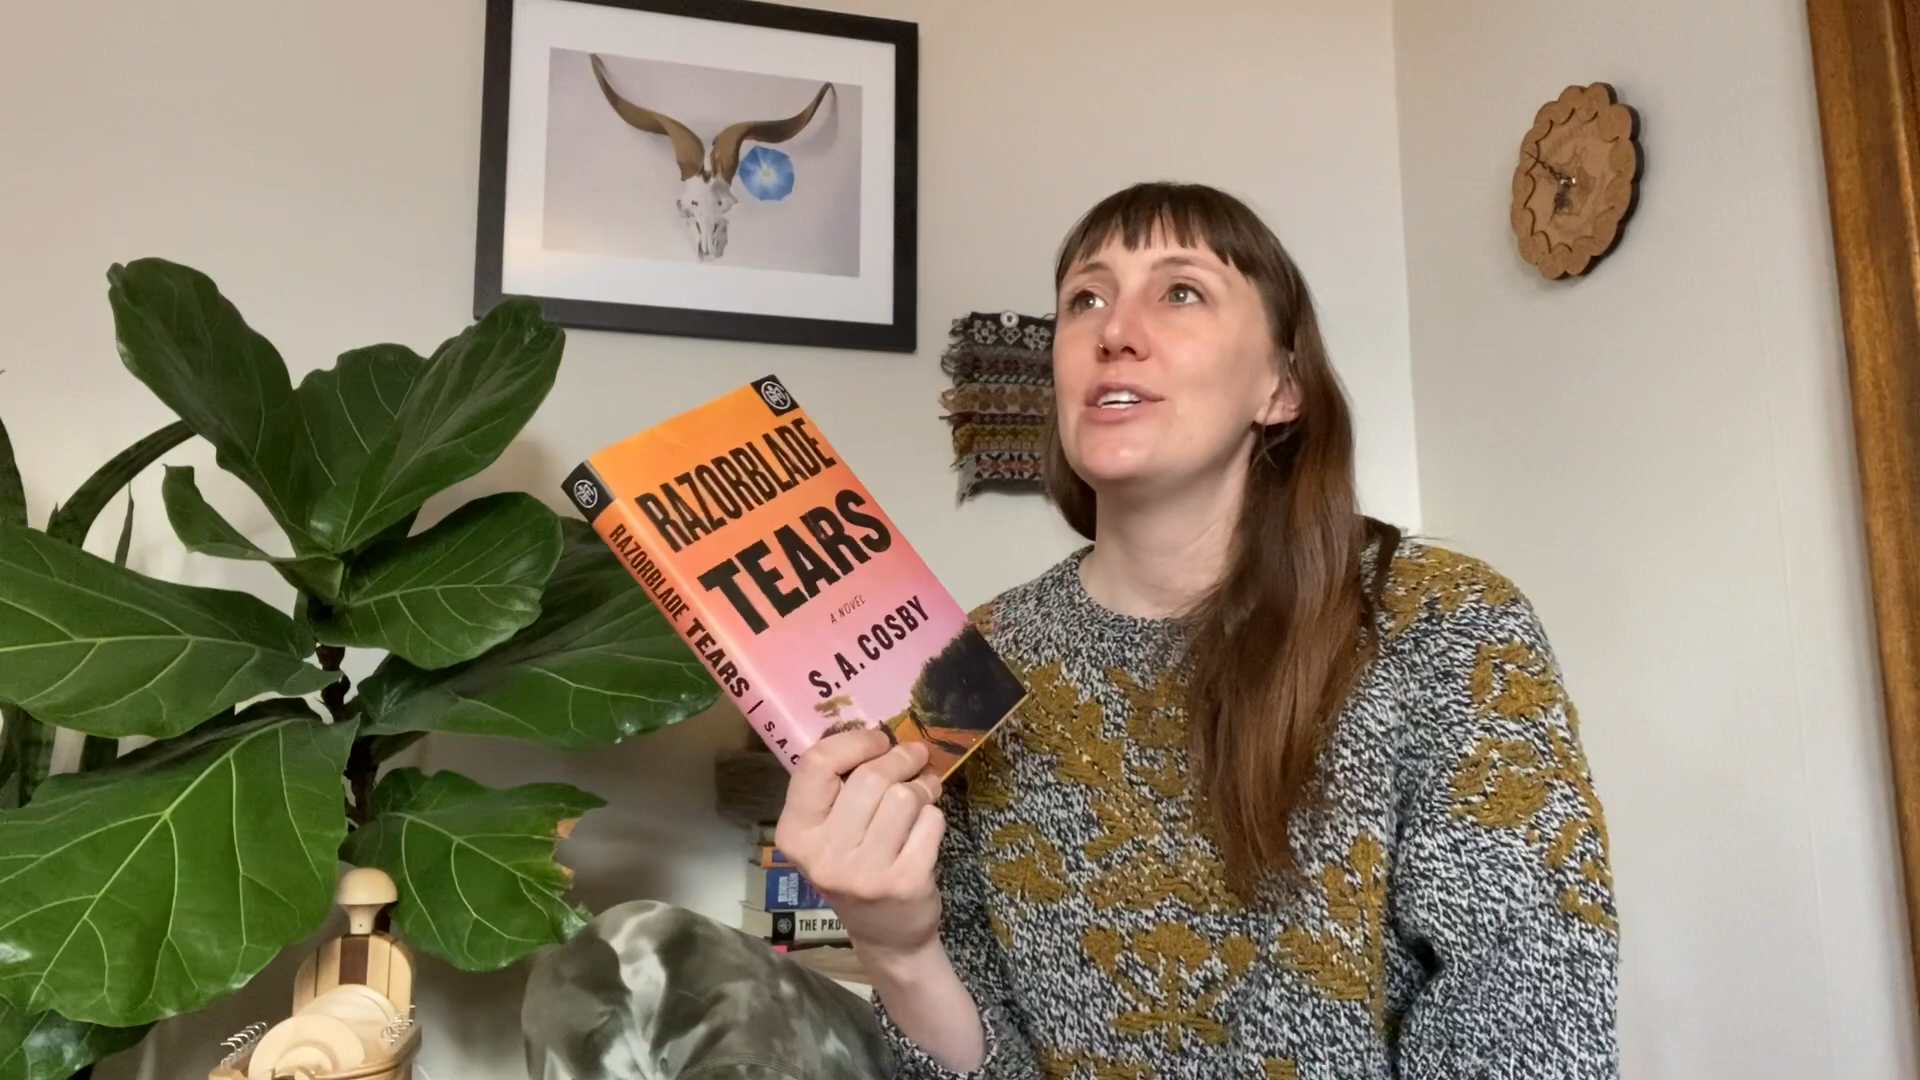 RAZORBLADE
TEARS
A NOVEL
S. A. COSBY
RAZORBLADE TEARS | S. A. C
THE PRO